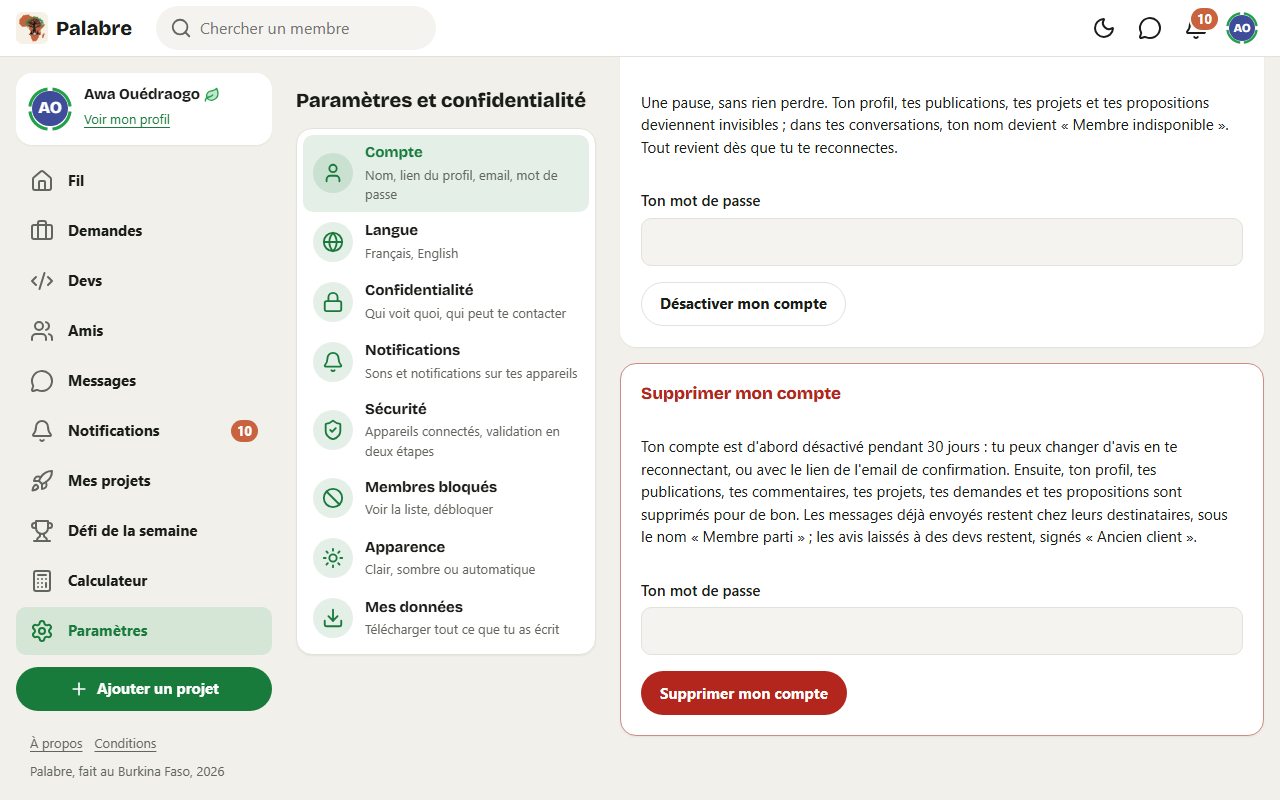 Palabre
Chercher un membre
10
AO
AO
Awa Ouédraogo
Voir mon profil
Fil
Demandes
Devs
Amis
Messages
Notifications
10
Mes projets
Défi de la semaine
Calculateur
Paramètres
Ajouter un projet
À propos
Conditions
Palabre, fait au Burkina Faso, 2026
Paramètres et confidentialité
Compte
Nom, lien du profil, email, mot de
passe
Langue
Français, English
Confidentialité
Qui voit quoi, qui peut te contacter
Notifications
Sons et notifications sur tes appareils
Sécurité
Appareils connectés, validation en
deux étapes
Membres bloqués
Voir la liste, débloquer
Apparence
Clair, sombre ou automatique
Mes données
Télécharger tout ce que tu as écrit
Une pause, sans rien perdre. Ton profil, tes publications, tes projets et tes propositions
deviennent invisibles ; dans tes conversations, ton nom devient « Membre indisponible ».
Tout revient dès que tu te reconnectes.
Ton mot de passe
Désactiver mon compte
Supprimer mon compte
Ton compte est d'abord désactivé pendant 30 jours : tu peux changer d'avis en te
reconnectant, ou avec le lien de l'email de confirmation. Ensuite, ton profil, tes
publications, tes commentaires, tes projets, tes demandes et tes propositions sont
supprimés pour de bon. Les messages déjà envoyés restent chez leurs destinataires, sous
le nom « Membre parti » ; les avis laissés à des devs restent, signés « Ancien client ».
Ton mot de passe
Supprimer mon compte